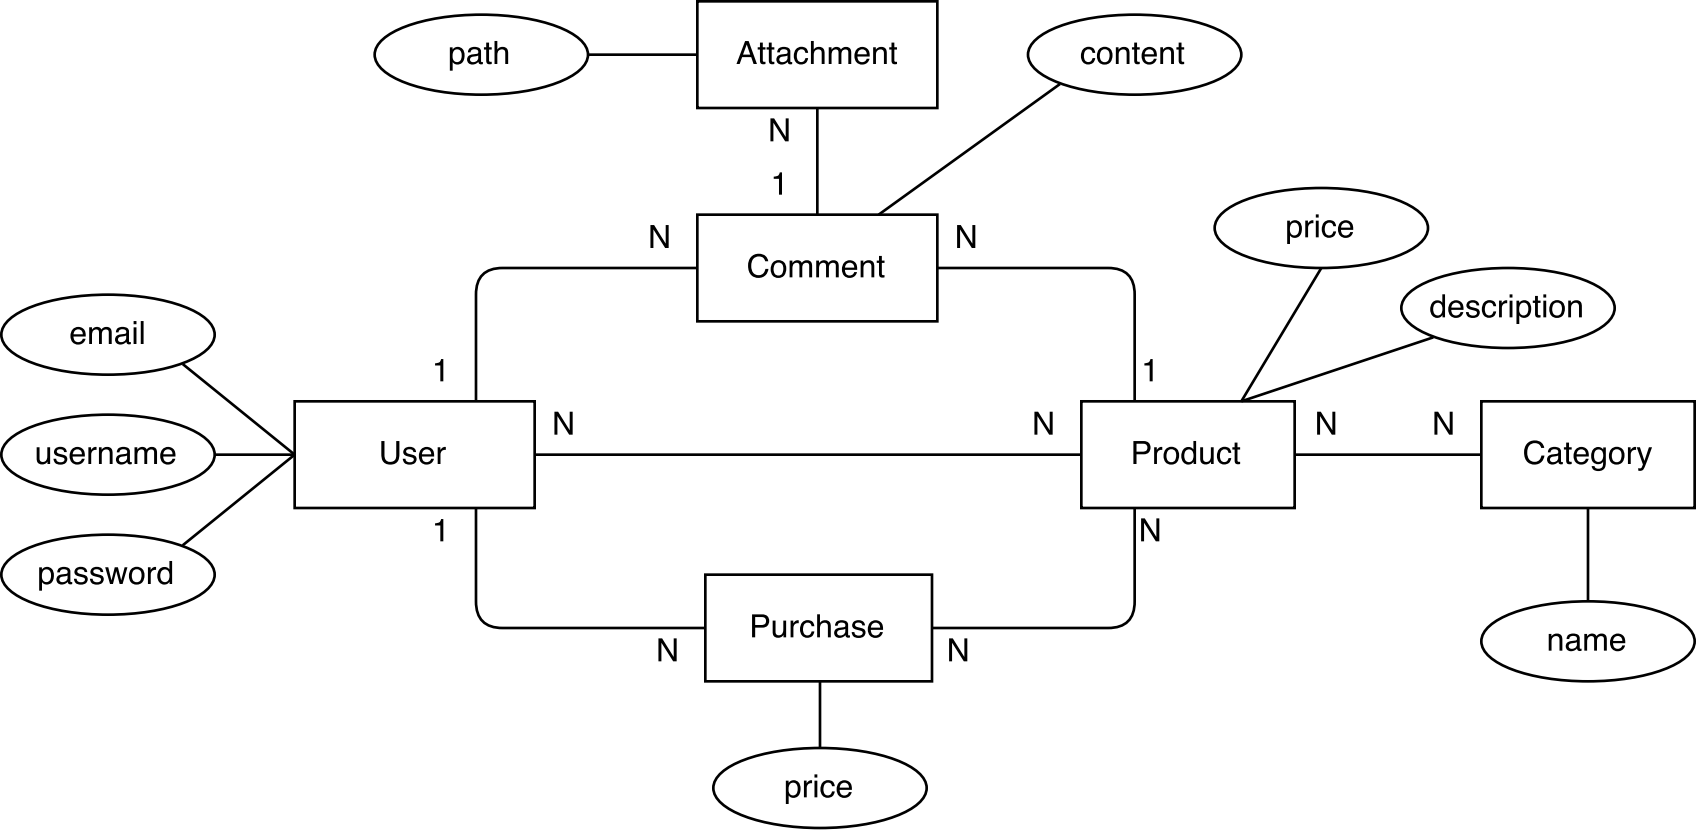 path
Attachment
content
N
1
N
Comment
N
price
description
email
1
1
username
N
User
N
Product
N
N
Category
password
1
N
Purchase
N
N
name
price